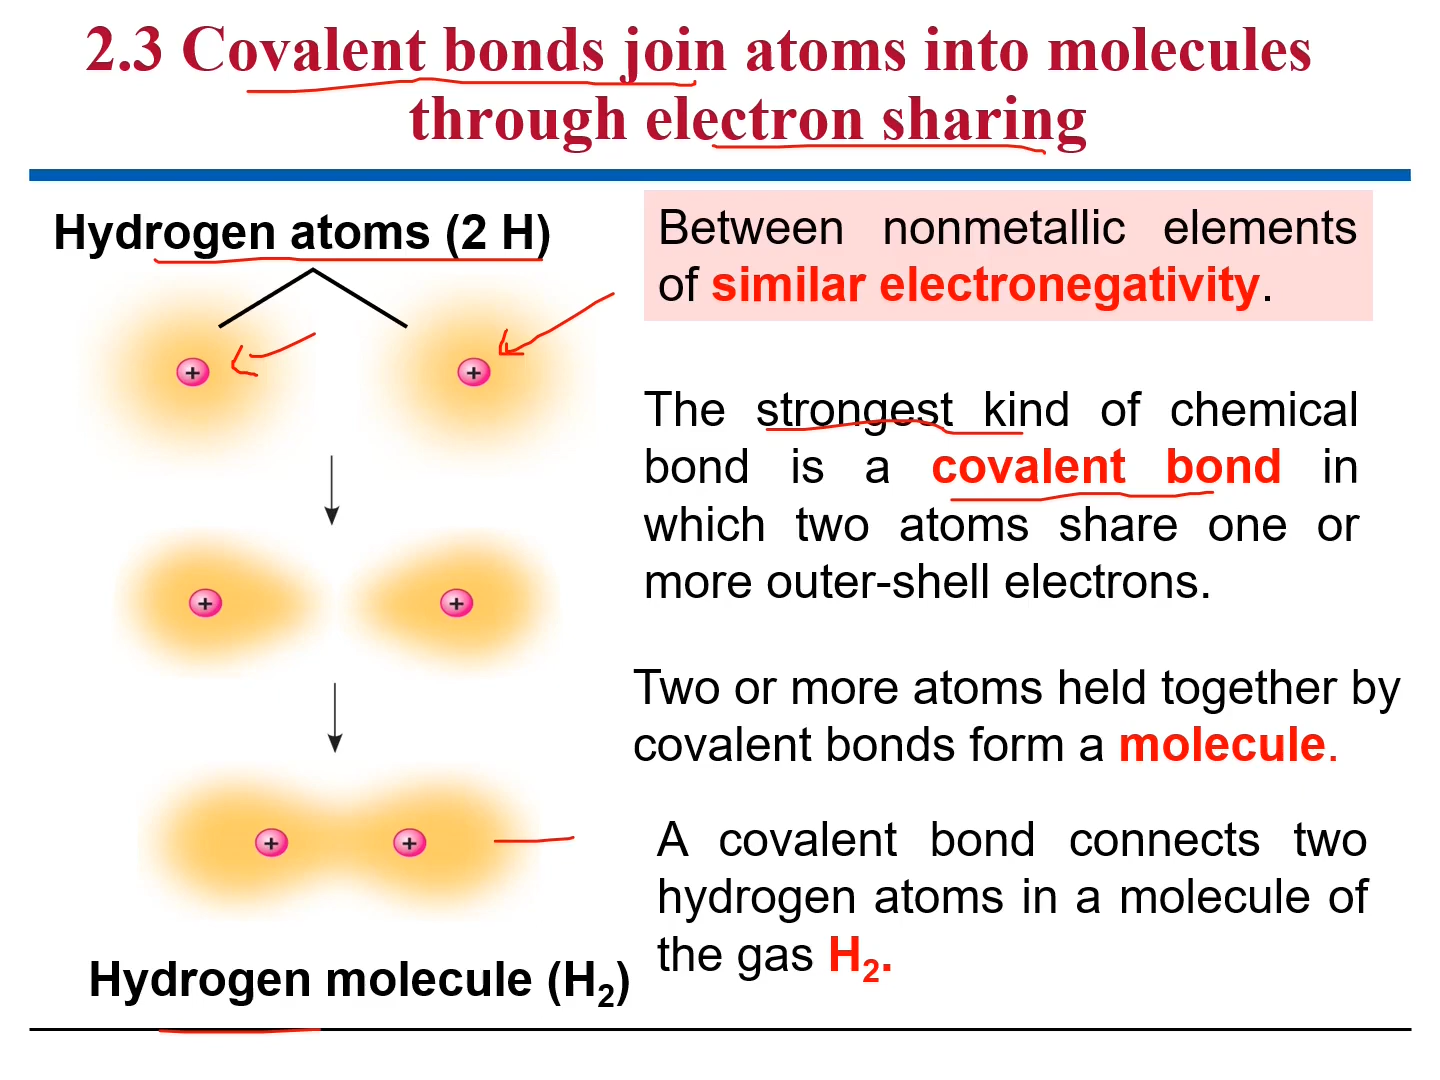 2.3 Covalent bonds join atoms into molecules
through electron sharing
Hydrogen atoms (2 H)
+ +
+ +
+ +
Hydrogen molecule (H₂)
Between nonmetallic elements
of similar electronegativity.
The strongest kind of chemical
bond is a covalent bond in
which two atoms share one or
more outer-shell electrons.
Two or more atoms held together by
covalent bonds form a molecule.
A covalent bond connects two
hydrogen atoms in a molecule of
the gas H₂.